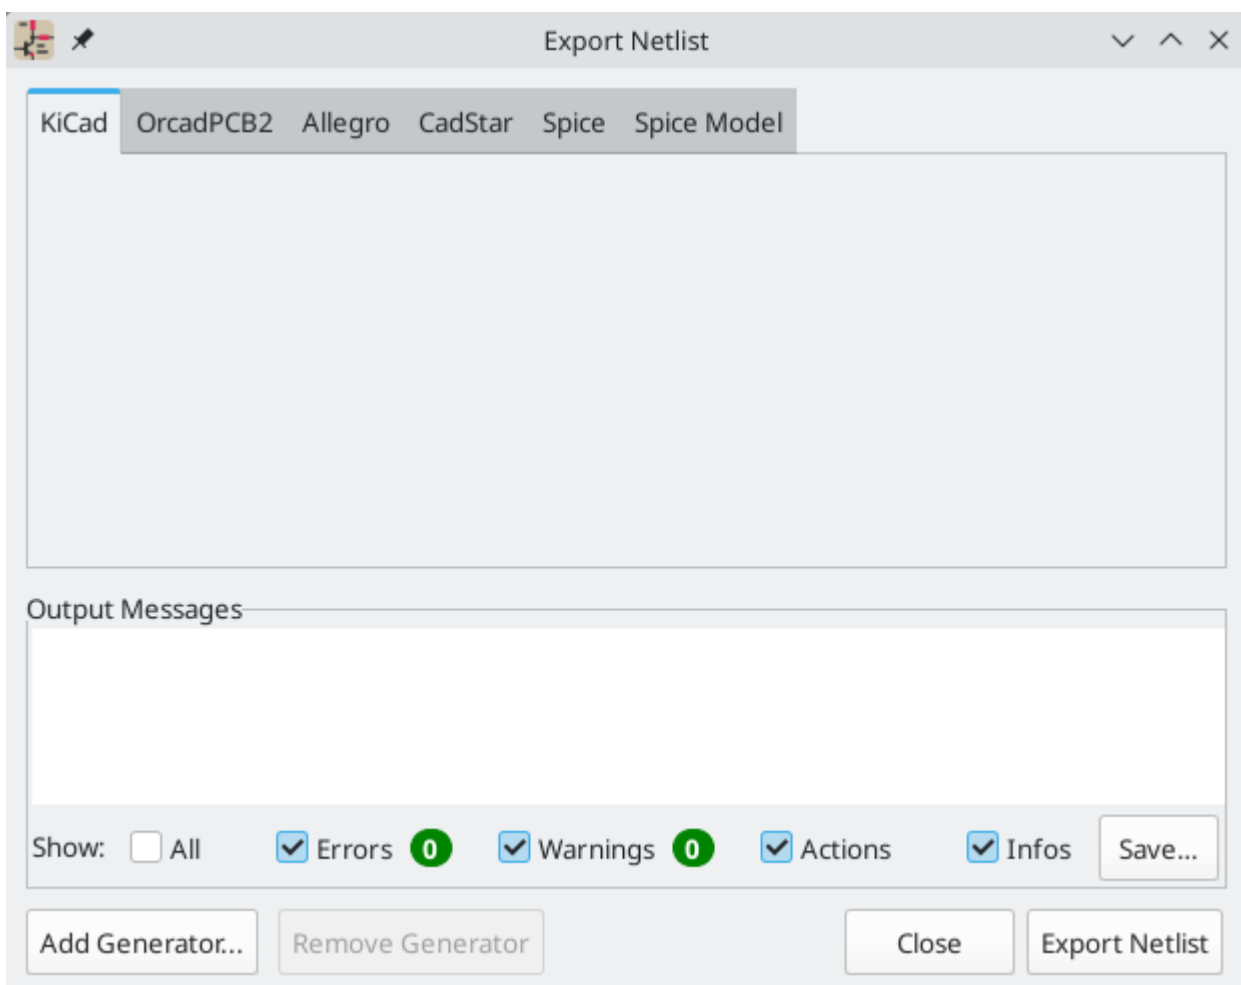 Export Netlist
KiCad OrcadPCB2 Allegro CadStar Spice Spice Model
Output Messages
Show: All Errors 0 Warnings 0 Actions Infos Save...
Add Generator... Remove Generator Close Export Netlist